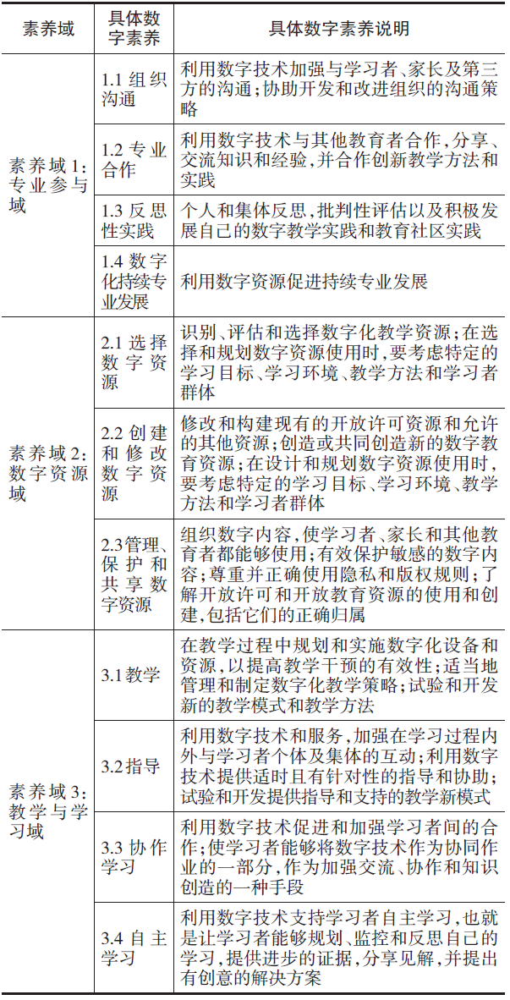 素养域
具体数
字素养
具体数字素养说明
素养域1:
专业参与
域
1.1组织
沟通
利用数字技术加强与学习者、家长及第三
方的沟通;协助开发和改进组织的沟通策
略
1.2专业
合作
利用数字技术与其他教育者合作,分享、
交流知识和经验,并合作创新教学方法和
实践
1.3反思
性实践
个人和集体反思,批判性评估以及积极发
展自己的数字教学实践和教育社区实践
1.4数字
化持续专
业发展
利用数字资源促进持续专业发展
素养域2:
数字资源
域
2.1选择
数字资
源
识别、评估和选择数字化教学资源;在选
择和规划数字资源使用时,要考虑特定的
学习目标、学习环境、教学方法和学习者
群体
2.2创建
和修改
数字资
源
修改和构建现有的开放许可资源和允许
的其他资源;创造或共同创造新的数字教
育资源;在设计和规划数字资源使用时,
要考虑特定的学习目标、学习环境、教学
方法和学习者群体
2.3管理、
保护和
共享数
字资源
组织数字内容,使学习者、家长和其他教
育者都能够使用;有效保护敏感的数字内
容;尊重并正确使用隐私和版权规则;了
解开放许可和开放教育资源的使用和创
建,包括它们的正确归属
素养域3:
教学与学
习域
3.1教学
在教学过程中规划和实施数字化设备和
资源,以提高教学干预的有效性;适当地
管理和制定数字化教学策略;试验和开发
新的教学模式和教学方法
3.2指导
利用数字技术和服务,加强在学习过程内
外与学习者个体及集体的互动;利用数字
技术提供适时且有针对性的指导和协助;
试验和开发提供指导和支持的教学新模式
3.3协作
学习
利用数字技术促进和加强学习者间的合
作;使学习者能够将数字技术作为协同作
业的一部分,作为加强交流、协作和知识
创造的一种手段
3.4自主
学习
利用数字技术支持学习者自主学习,也就
是让学习者能够规划、监控和反思自己的
学习,提供进步的证据,分享见解,并提出
有创意的解决方案